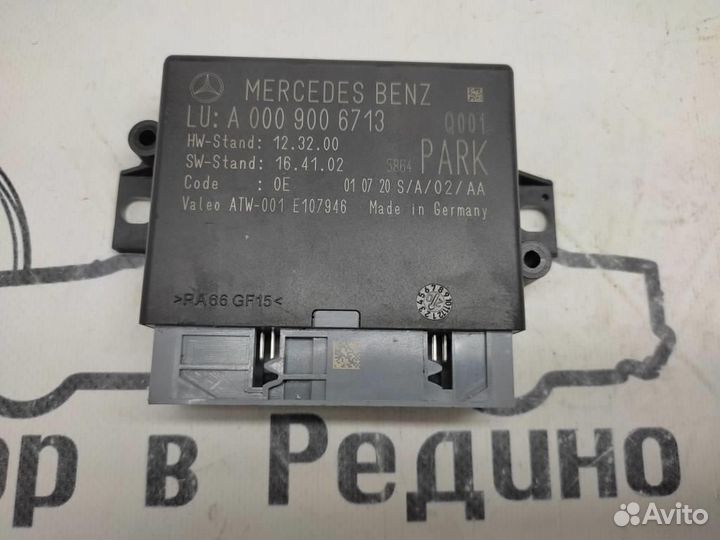 MERCEDES BENZ
LU: A 000 900 6713 Q001
HW-Stand: 12.32.00
SW-Stand: 16.41.02 3864 PARK
Code : 0E 01 07 20 S/A/02/AA
Valeo ATW-001 E107946 Made in Germany
>PA66 GF15<
ор в Редино
Avito